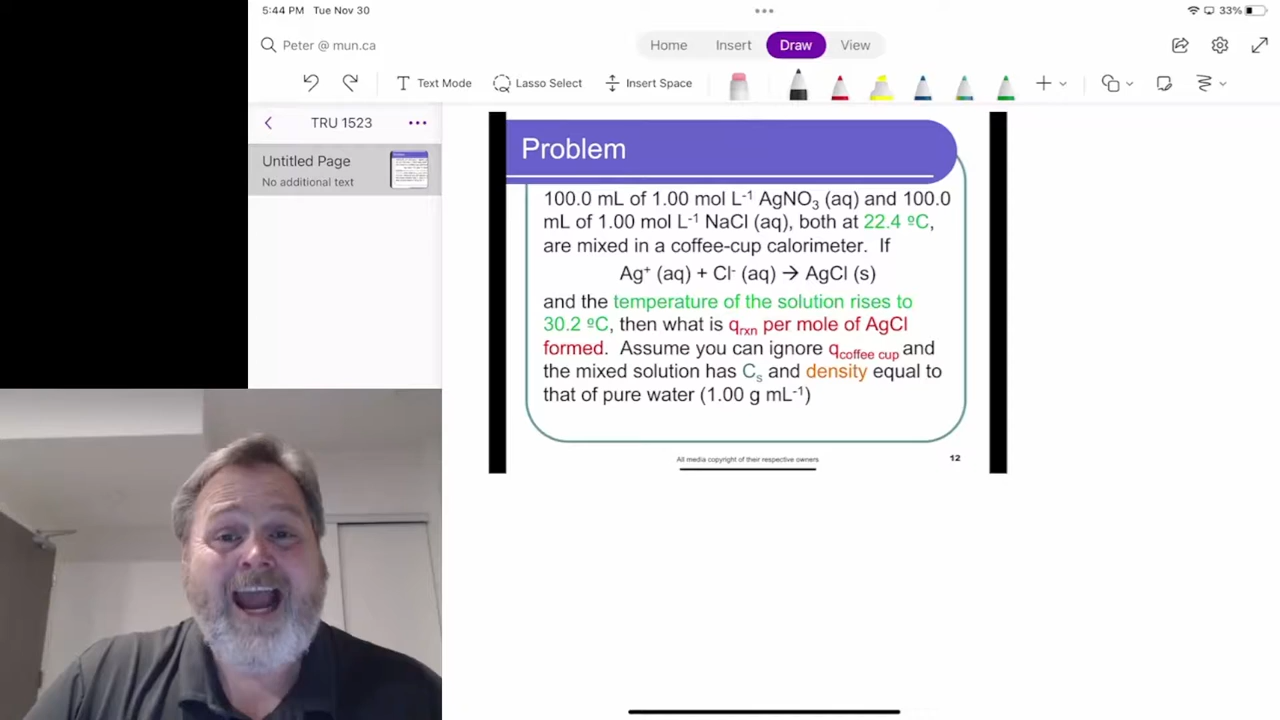 5:44 PM Tue Nov 30
33%
Peter @ mun.ca
Home Insert Draw View
Text Mode Lasso Select Insert Space
TRU 1523
Untitled Page
No additional text
Problem
100.0 mL of 1.00 mol L⁻¹ AgNO₃ (aq) and 100.0
mL of 1.00 mol L⁻¹ NaCl (aq), both at 22.4 ºC,
are mixed in a coffee-cup calorimeter. If
Ag⁺ (aq) + Cl⁻ (aq) → AgCl (s)
and the temperature of the solution rises to
30.2 ºC, then what is qrxn per mole of AgCl
formed. Assume you can ignore qcoffee cup and
the mixed solution has Cs and density equal to
that of pure water (1.00 g mL⁻¹)
All media copyright of their respective owners
12